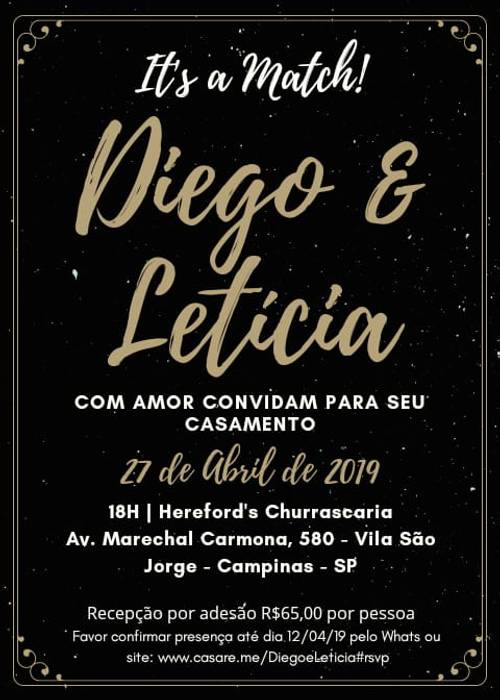 It's a Match!
Diego &
Letícia
COM AMOR CONVIDAM PARA SEU
CASAMENTO
27 de Abril de 2019
18H | Hereford's Churrascaria
Av. Marechal Carmona, 580 - Vila São
Jorge - Campinas - SP
Recepção por adesão R$65,00 por pessoa
Favor confirmar presença até dia 12/04/19 pelo Whats ou
site: www.casare.me/DiegoeLeticia#rsvp